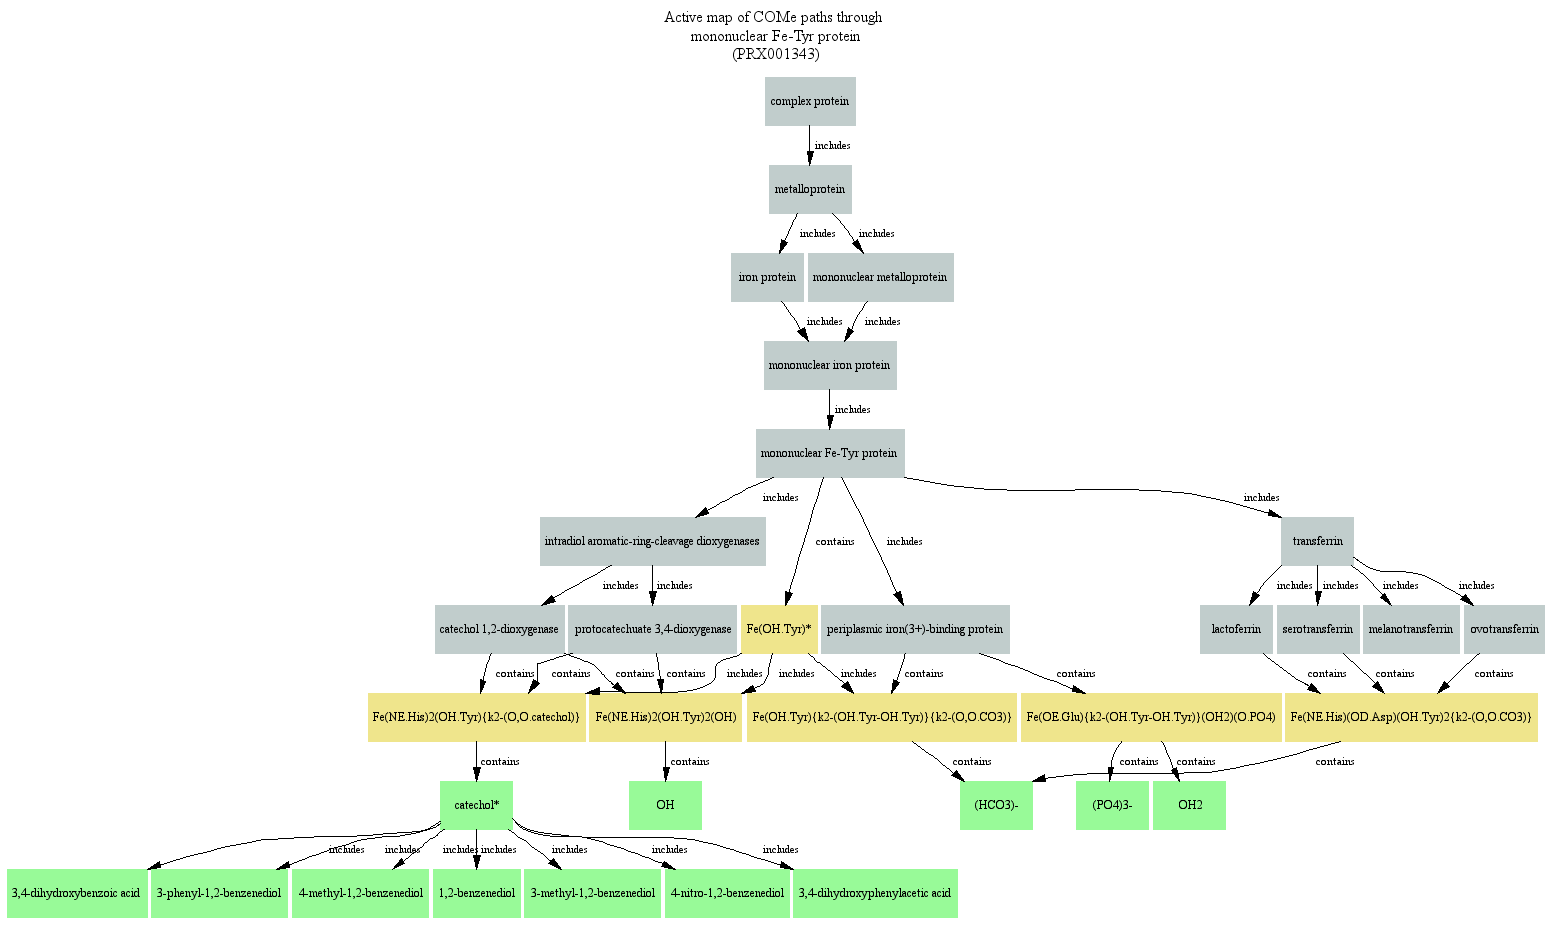 Active map of COMe paths through
mononuclear Fe-Tyr protein
(PRX001343)
complex protein
includes
metalloprotein
includes includes
iron protein mononuclear metalloprotein
includes includes
mononuclear iron protein
includes
mononuclear Fe-Tyr protein
includes includes
intradiol aromatic-ring-cleavage dioxygenases contains includes transferrin
includes includes includes includes includes includes
catechol 1,2-dioxygenase protocatechuate 3,4-dioxygenase Fe(OH.Tyr)* periplasmic iron(3+)-binding protein lactoferrin serotransferrin melanotransferrin ovotransferrin
contains contains contains contains includes includes includes contains contains contains contains contains
Fe(NE.His)2(OH.Tyr){k2-(O,O.catechol)} Fe(NE.His)2(OH.Tyr)2(OH) Fe(OH.Tyr){k2-(OH.Tyr-OH.Tyr)}{k2-(O,O.CO3)} Fe(OE.Glu){k2-(OH.Tyr-OH.Tyr)}(OH2)(O.PO4) Fe(NE.His)(OD.Asp)(OH.Tyr)2{k2-(O,O.CO3)}
contains contains contains contains contains contains
catechol* OH (HCO3)- (PO4)3- OH2
includes includes includes includes includes includes includes
3,4-dihydroxybenzoic acid 3-phenyl-1,2-benzenediol 4-methyl-1,2-benzenediol 1,2-benzenediol 3-methyl-1,2-benzenediol 4-nitro-1,2-benzenediol 3,4-dihydroxyphenylacetic acid